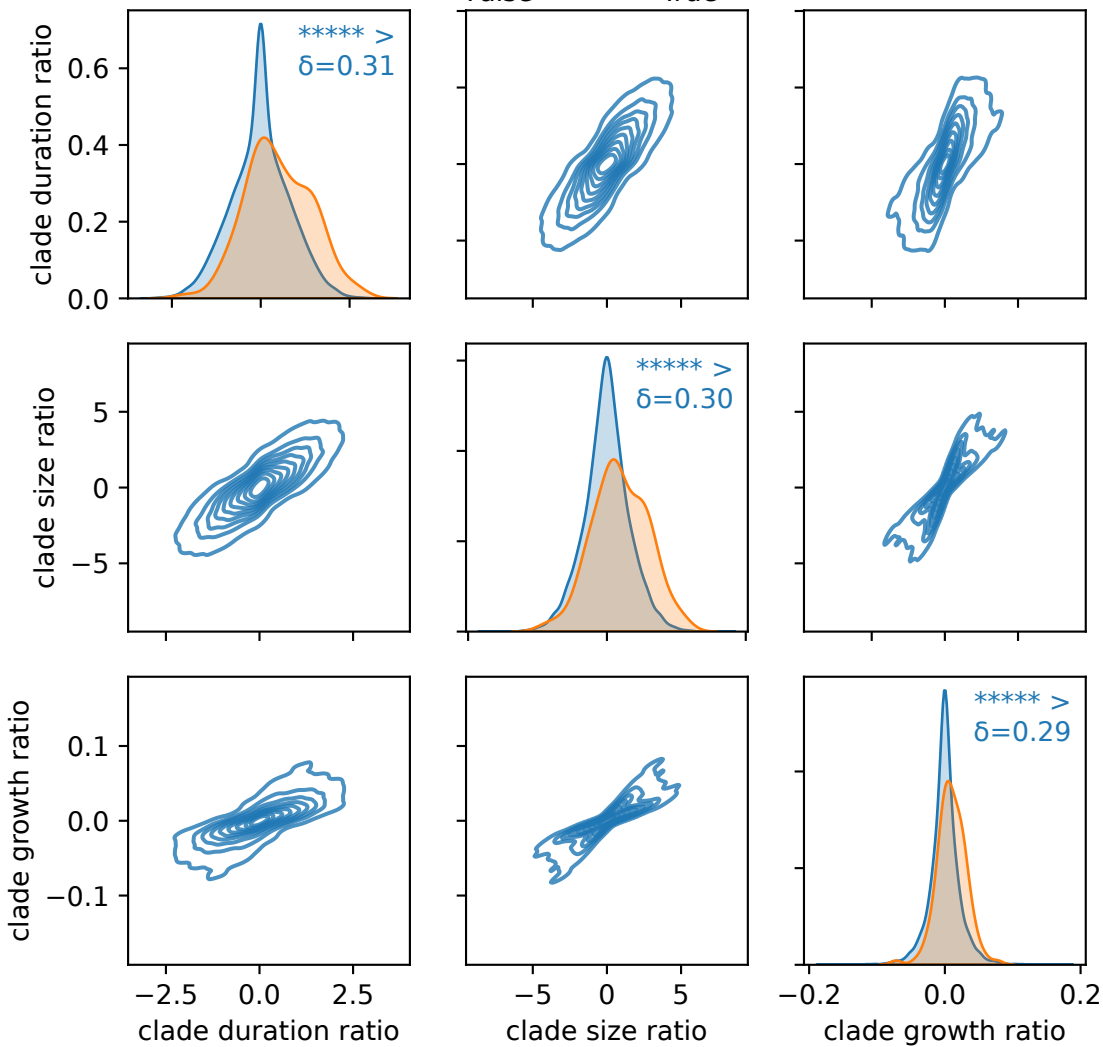 ***** >
δ=0.31
clade duration ratio
0.6
0.4
0.2
0.0
***** >
δ=0.30
clade size ratio
5
0
−5
***** >
δ=0.29
clade growth ratio
0.1
0.0
−0.1
−2.5 0.0 2.5 −5 0 5 −0.2 0.0 0.2
clade duration ratio clade size ratio clade growth ratio